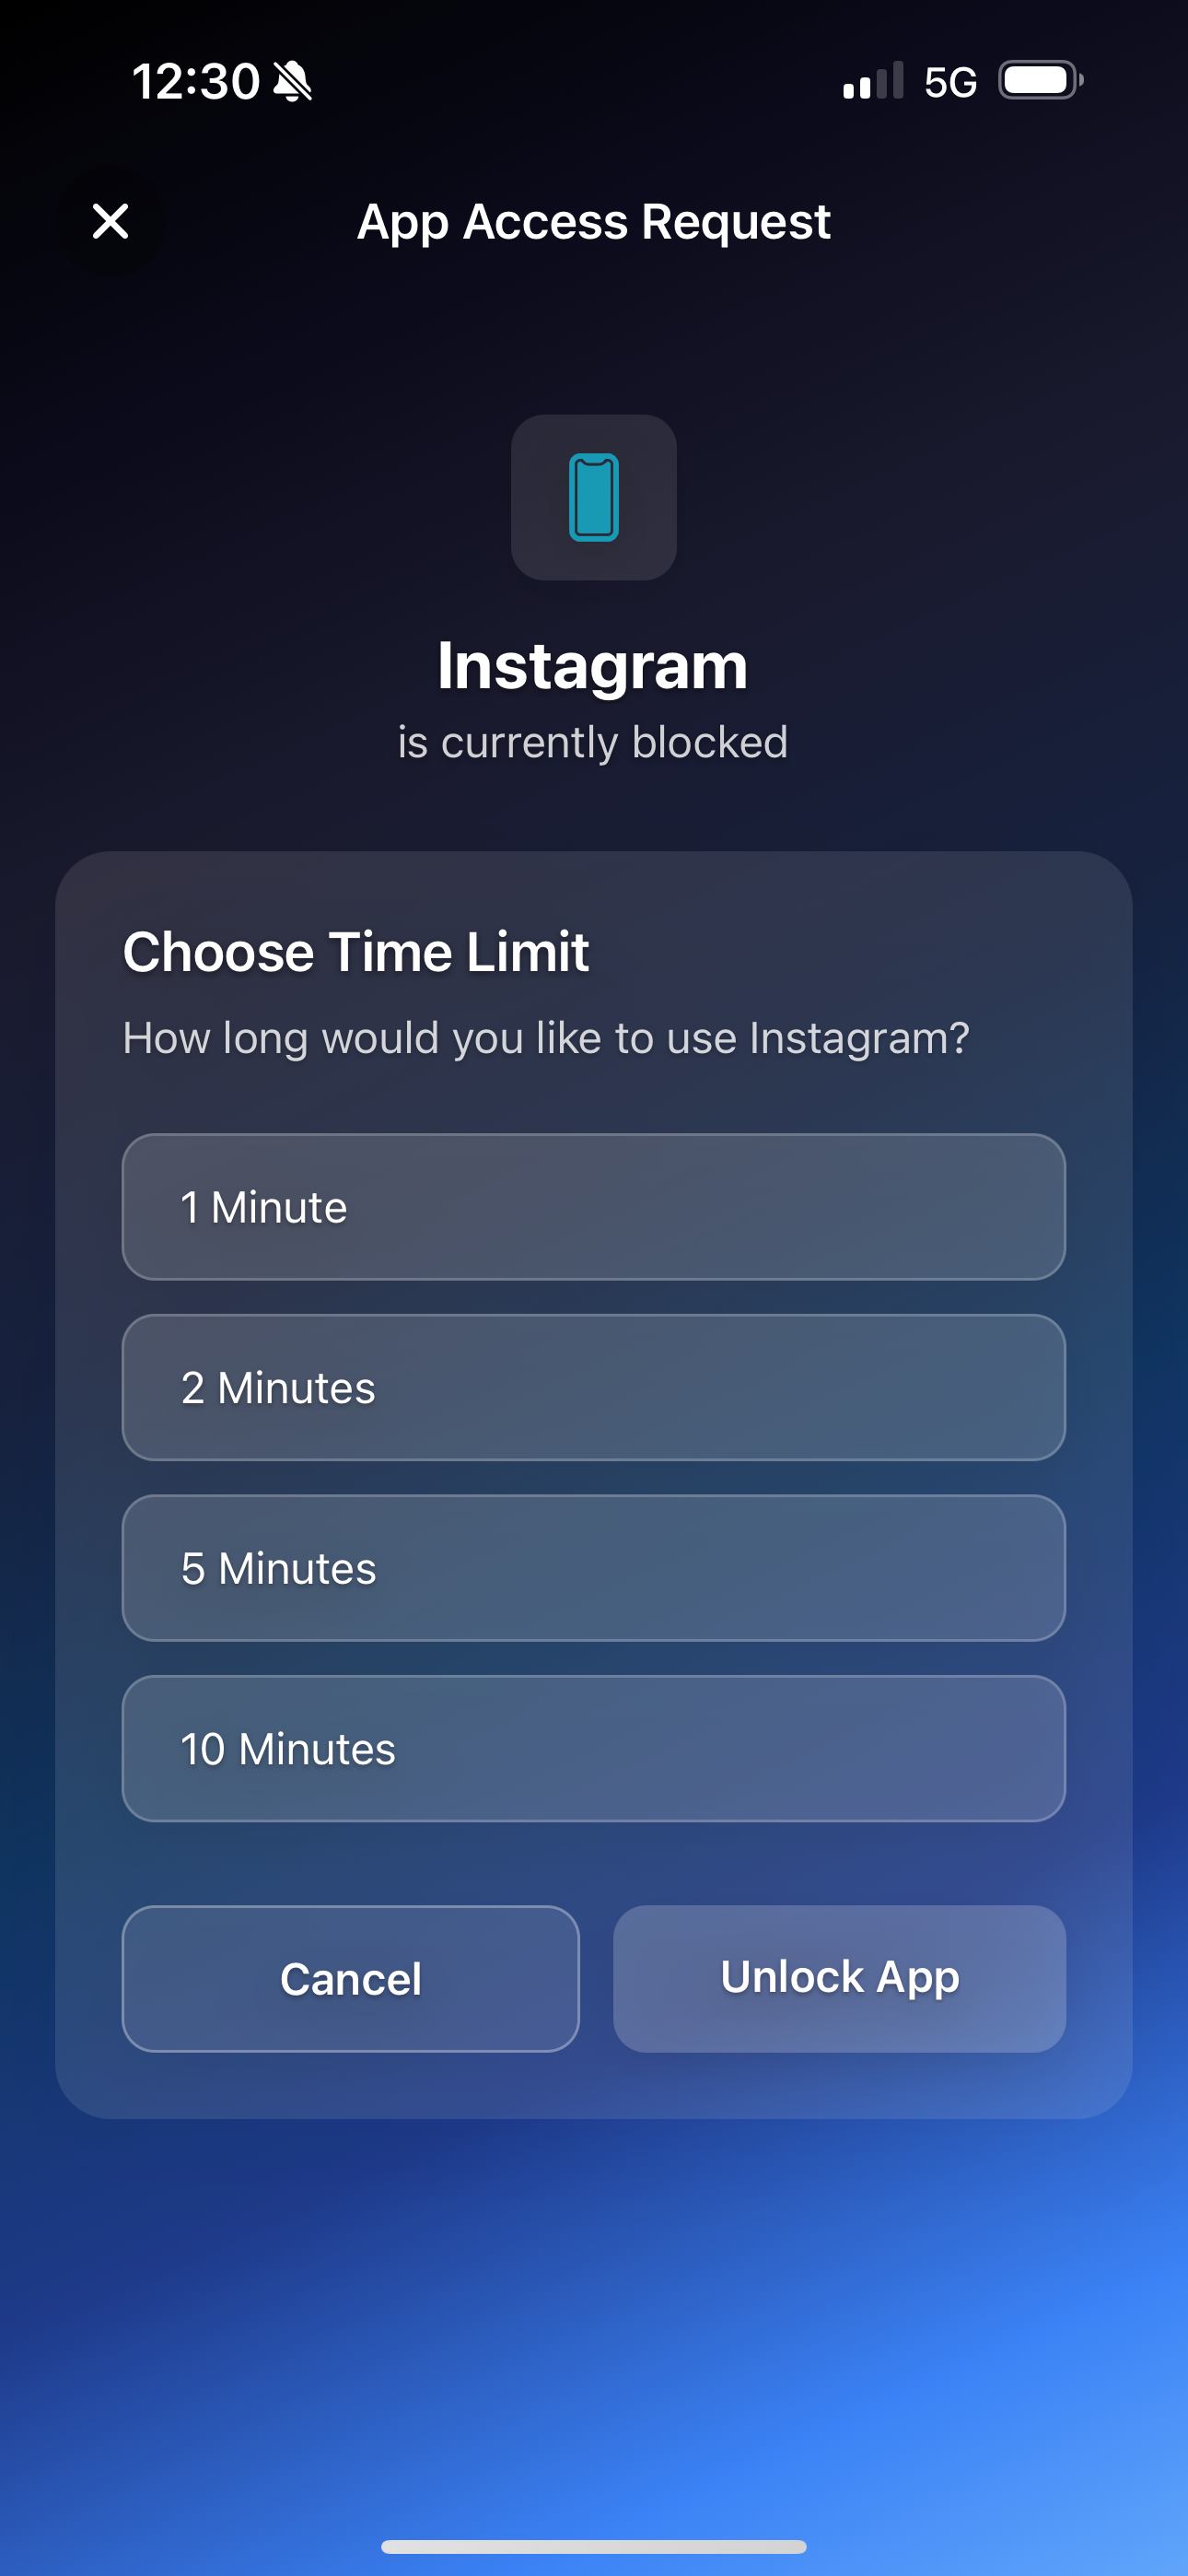 12:30
5G
App Access Request
Instagram
is currently blocked
Choose Time Limit
How long would you like to use Instagram?
1 Minute
2 Minutes
5 Minutes
10 Minutes
Cancel
Unlock App